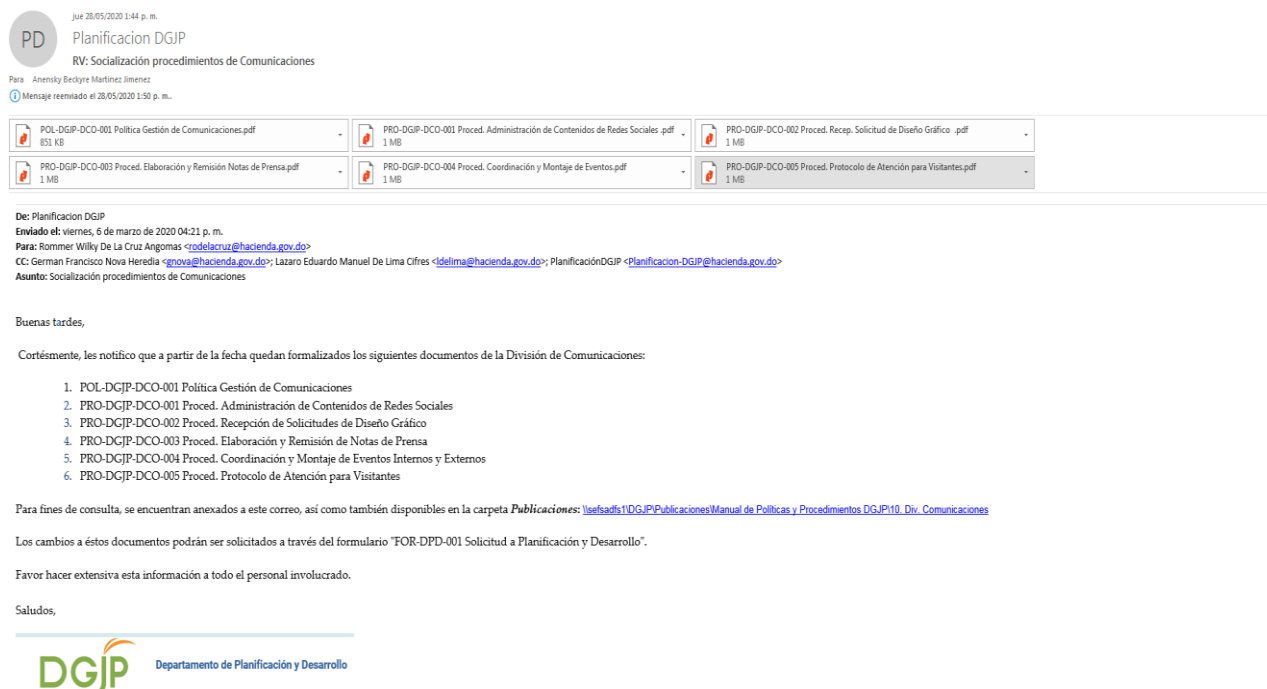 jue 28/05/2020 1:44 p. m.
PD
Planificacion DGJP
RV: Socialización procedimientos de Comunicaciones
Para Anensky Beckyre Martinez Jimenez
Mensaje reenviado el 28/05/2020 1:50 p. m..
POL-DGJP-DCO-001 Política Gestión de Comunicaciones.pdf
851 KB
PRO-DGJP-DCO-001 Proced. Administración de Contenidos de Redes Sociales .pdf
1 MB
PRO-DGJP-DCO-002 Proced. Recep. Solicitud de Diseño Gráfico .pdf
1 MB
PRO-DGJP-DCO-003 Proced. Elaboración y Remisión Notas de Prensa.pdf
1 MB
PRO-DGJP-DCO-004 Proced. Coordinación y Montaje de Eventos.pdf
1 MB
PRO-DGJP-DCO-005 Proced. Protocolo de Atención para Visitantes.pdf
1 MB
De: Planificacion DGJP
Enviado el: viernes, 6 de marzo de 2020 04:21 p. m.
Para: Rommer Wilky De La Cruz Angomas <rodelacruz@hacienda.gov.do>
CC: German Francisco Nova Heredia <gnova@hacienda.gov.do>; Lazaro Eduardo Manuel De Lima Cifres <ldelima@hacienda.gov.do>; PlanificaciónDGJP <Planificacion-DGJP@hacienda.gov.do>
Asunto: Socialización procedimientos de Comunicaciones
Buenas tardes,
Cortésmente, les notifico que a partir de la fecha quedan formalizados los siguientes documentos de la División de Comunicaciones:
1. POL-DGJP-DCO-001 Política Gestión de Comunicaciones
2. PRO-DGJP-DCO-001 Proced. Administración de Contenidos de Redes Sociales
3. PRO-DGJP-DCO-002 Proced. Recepción de Solicitudes de Diseño Gráfico
4. PRO-DGJP-DCO-003 Proced. Elaboración y Remisión de Notas de Prensa
5. PRO-DGJP-DCO-004 Proced. Coordinación y Montaje de Eventos Internos y Externos
6. PRO-DGJP-DCO-005 Proced. Protocolo de Atención para Visitantes
Para fines de consulta, se encuentran anexados a este correo, así como también disponibles en la carpeta Publicaciones: \\sefsadfs1\DGJP\Publicaciones\Manual de Políticas y Procedimientos DGJP\10. Div. Comunicaciones
Los cambios a éstos documentos podrán ser solicitados a través del formulario "FOR-DPD-001 Solicitud a Planificación y Desarrollo".
Favor hacer extensiva esta información a todo el personal involucrado.
Saludos,
DGJP
Departamento de Planificación y Desarrollo